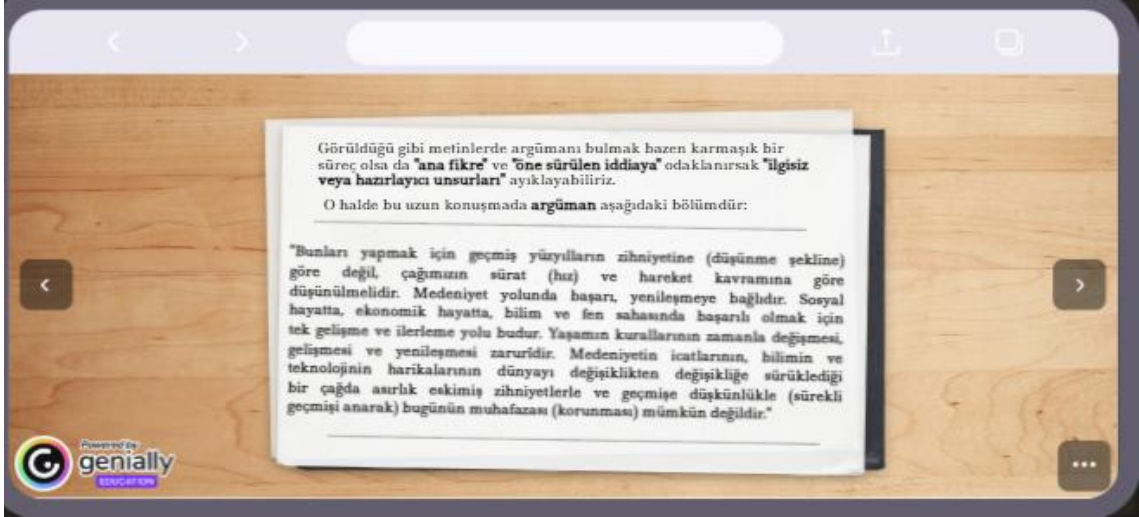 Görüldüğü gibi metinlerde argümanı bulmak bazen karmaşık bir
süreç olsa da "ana fikre" ve "öne sürülen iddiaya" odaklanırsak "ilgisiz
veya hazırlayıcı unsurları" ayıklayabiliriz.
O halde bu uzun konuşmada argüman aşağıdaki bölümdür:
"Bunları yapmak için geçmiş yüzyılların zihniyetine (düşünme şekline)
göre değil, çağımızın sürat (hız) ve hareket kavramına göre
düşünülmelidir. Medeniyet yolunda başarı, yenileşmeye bağlıdır. Sosyal
hayatta, ekonomik hayatta, bilim ve fen sahasında başarılı olmak için
tek gelişme ve ilerleme yolu budur. Yaşamın kurallarının zamanla değişmesi,
gelişmesi ve yenileşmesi zarurîdir. Medeniyetin icatlarının, bilimin ve
teknolojinin harikalarının dünyayı değişiklikten değişikliğe sürüklediği
bir çağda asırlık eskimiş zihniyetlerle ve geçmişe düşkünlükle (sürekli
geçmişi anarak) bugünün muhafazası (korunması) mümkün değildir."
Powered by
genially
EDUCATION